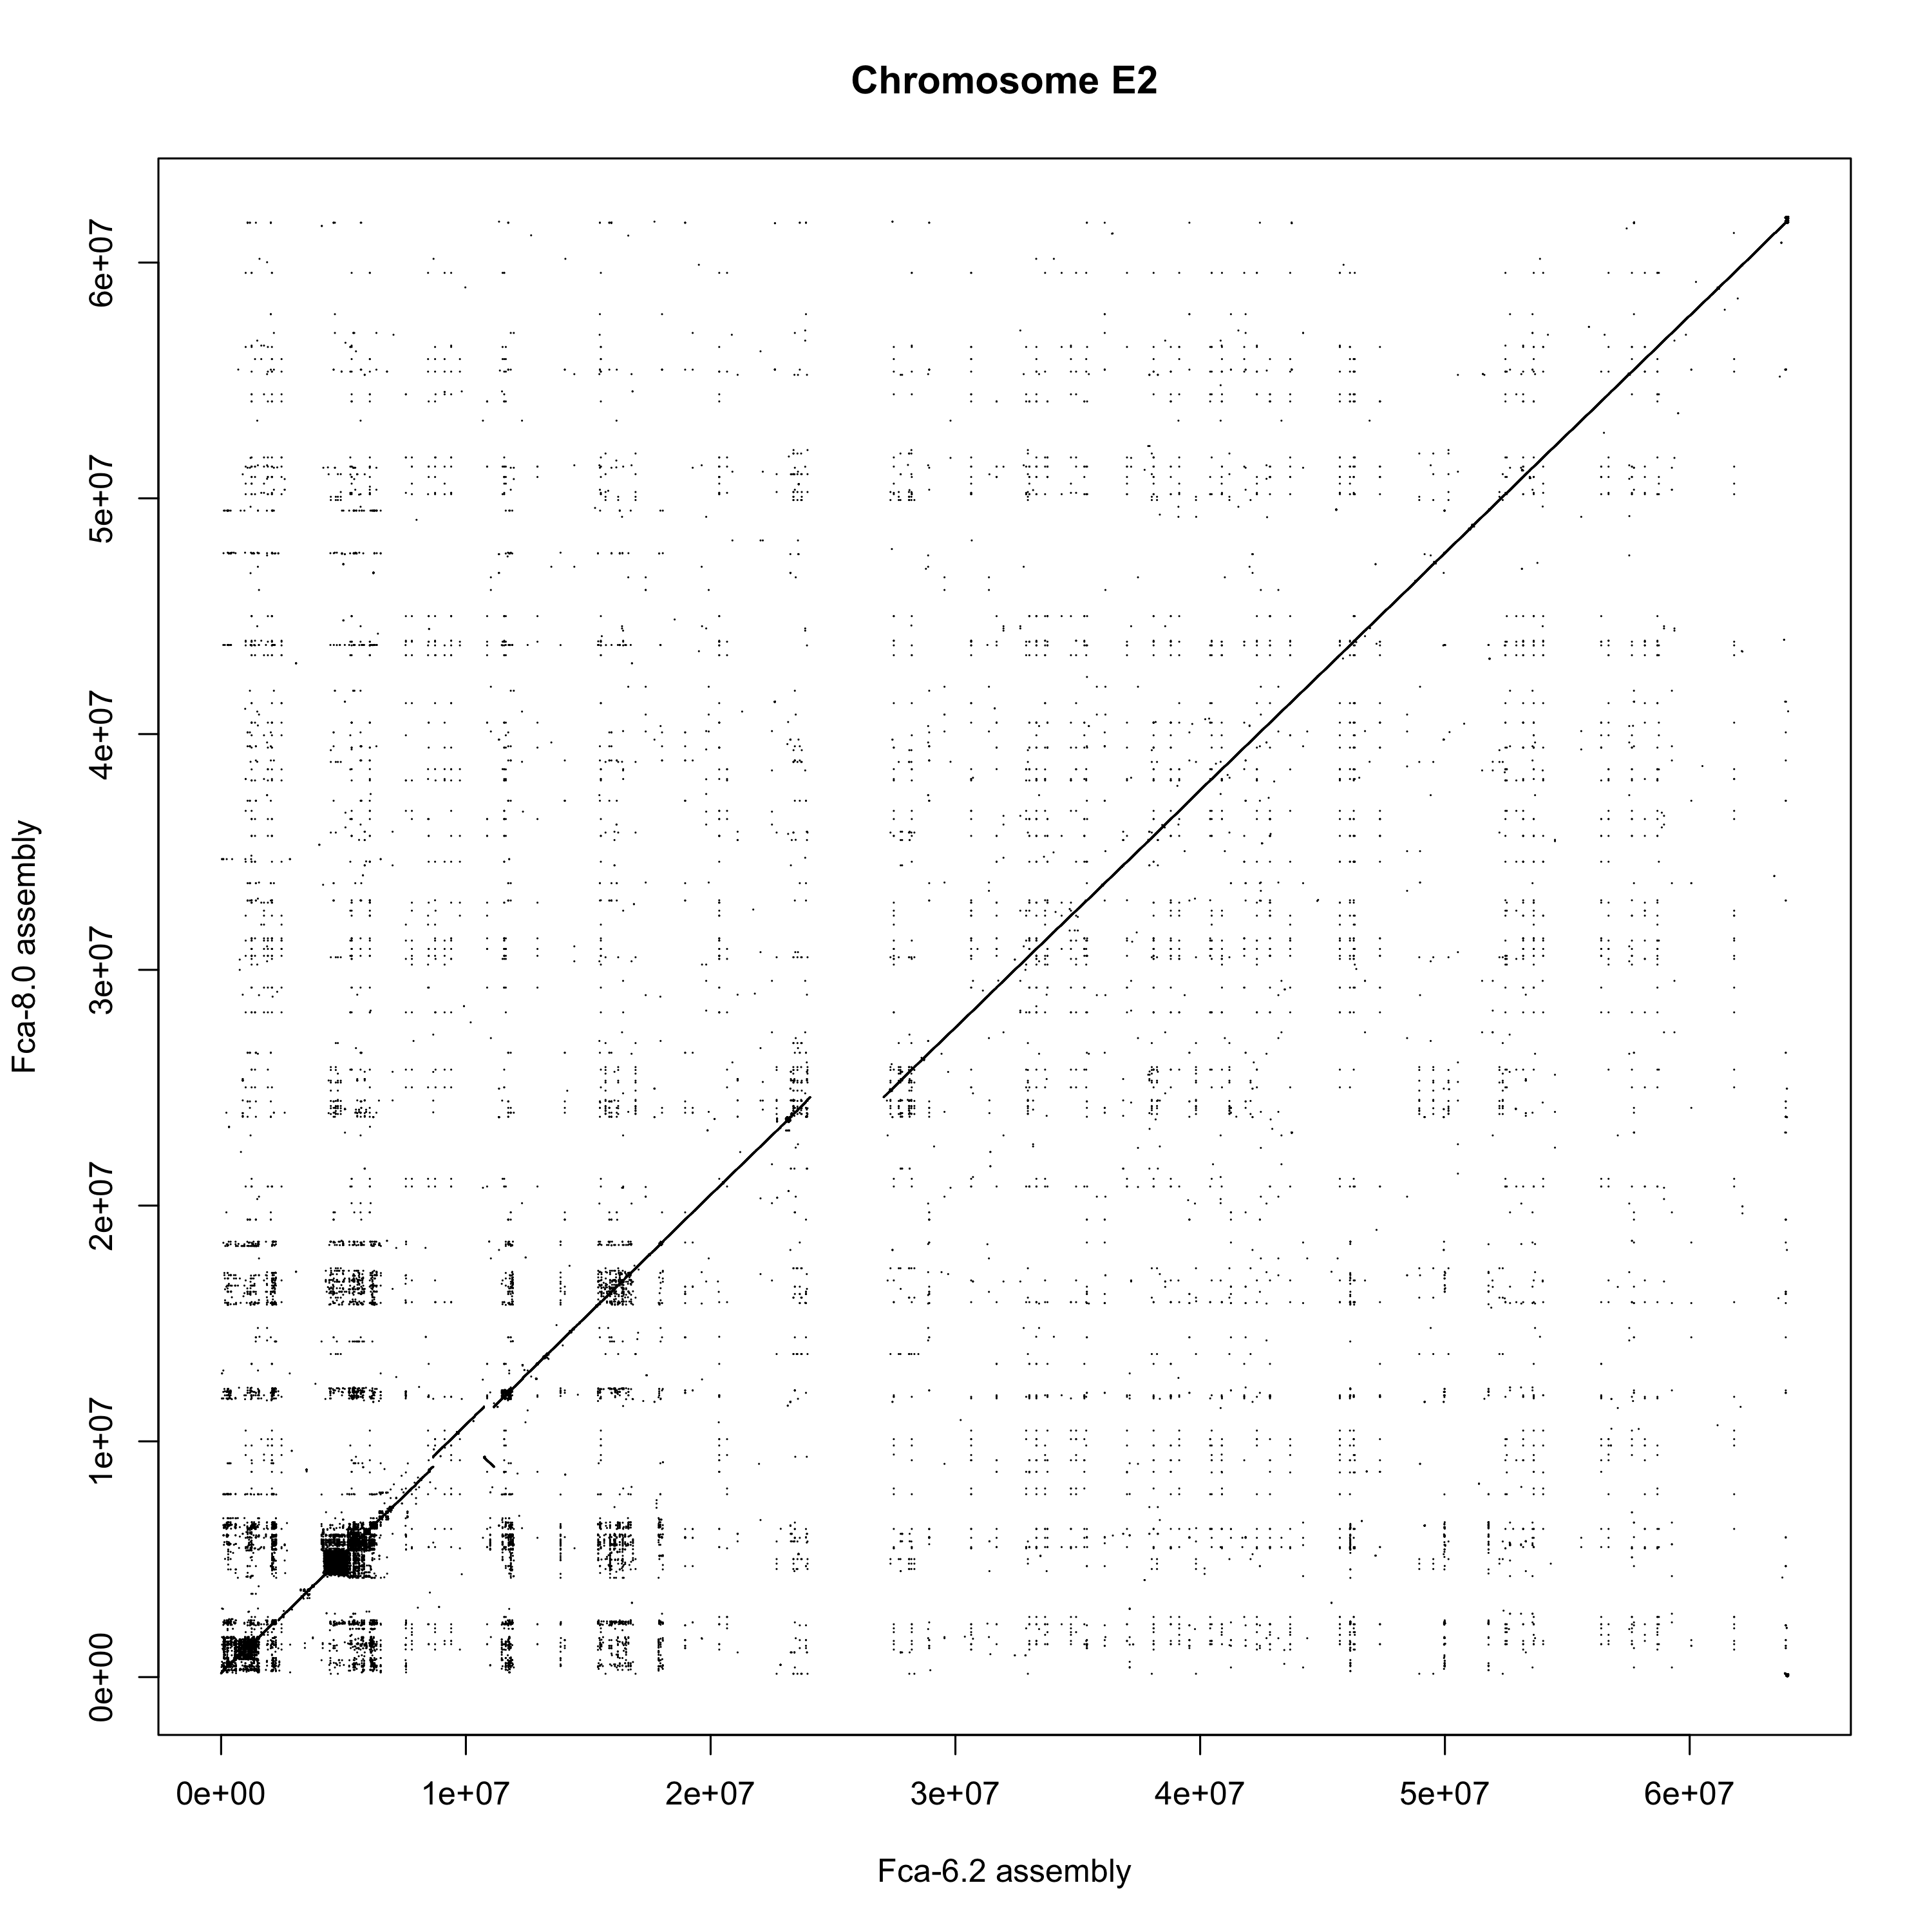 Chromosome E2
6e+07
5e+07
4e+07
3e+07
2e+07
1e+07
0e+00
Fca-8.0 assembly
0e+00 1e+07 2e+07 3e+07 4e+07 5e+07 6e+07
Fca-6.2 assembly